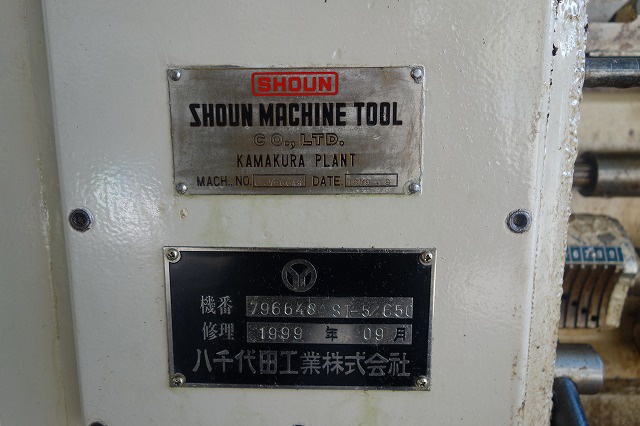 SHOUN
SHOUN MACHINE TOOL
CO., LTD.
KAMAKURA PLANT
MACH. NO. DATE
機番 796648 ST-5/650
修理 1999 年 09 月
八千代田工業株式会社